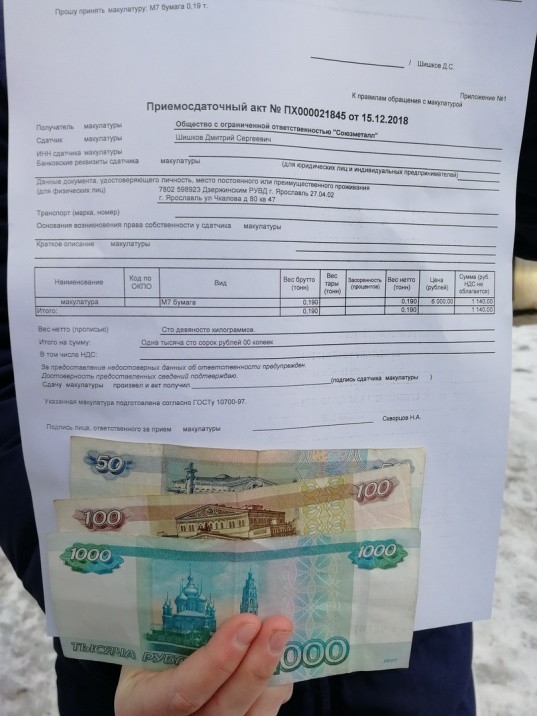 Прошу принять макулатуру: М7 бумага 0,19 т.
/ Шишков Д.С.
Приложение №1
К правилам обращения с макулатурой
Приемосдаточный акт № ПХ000021845 от 15.12.2018
Получатель макулатуры Общество с ограниченной ответственностью "Союзметалл"
Сдатчик макулатуры Шишков Дмитрий Сергеевич
ИНН сдатчика макулатуры
Банковские реквизиты сдатчика макулатуры (для юридических лиц и индивидуальных предпринимателей)
Данные документа, удостоверяющего личность, место постоянного или преимущественного проживания
(для физических лиц) 7802 598923 Дзержинским РУВД г. Ярославль 27.04.02
г. Ярославль ул Чкалова д 80 кв 47
Транспорт (марка, номер)
Основания возникновения права собственности у сдатчика макулатуры
Краткое описание макулатуры
Наименование Код по ОКПО Вид Вес брутто (тонн) Вес тары (тонн) Засоренность (процентов) Вес нетто (тонн) Цена (рублей) Сумма (руб. НДС не облагается)
макулатура М7 бумага 0,190 0,190 6 000,00 1 140,00
Итого: 0,190 0,190 1 140,00
Вес нетто (прописью) Сто девяносто килограммов.
Итого на сумму: Одна тысяча сто сорок рублей 00 копеек
В том числе НДС:
За предоставление недостоверных данных об ответственности предупрежден.
Достоверность предоставленных сведений подтверждаю.
Сдачу макулатуры произвел и акт получил (подпись сдатчика макулатуры )
Указанная макулатура подготовлена согласно ГОСТу 10700-97.
Подпись лица, ответственного за прием макулатуры Скворцов Н.А.
50
100 100
1000 1000
ТЫСЯЧА РУБ 1000